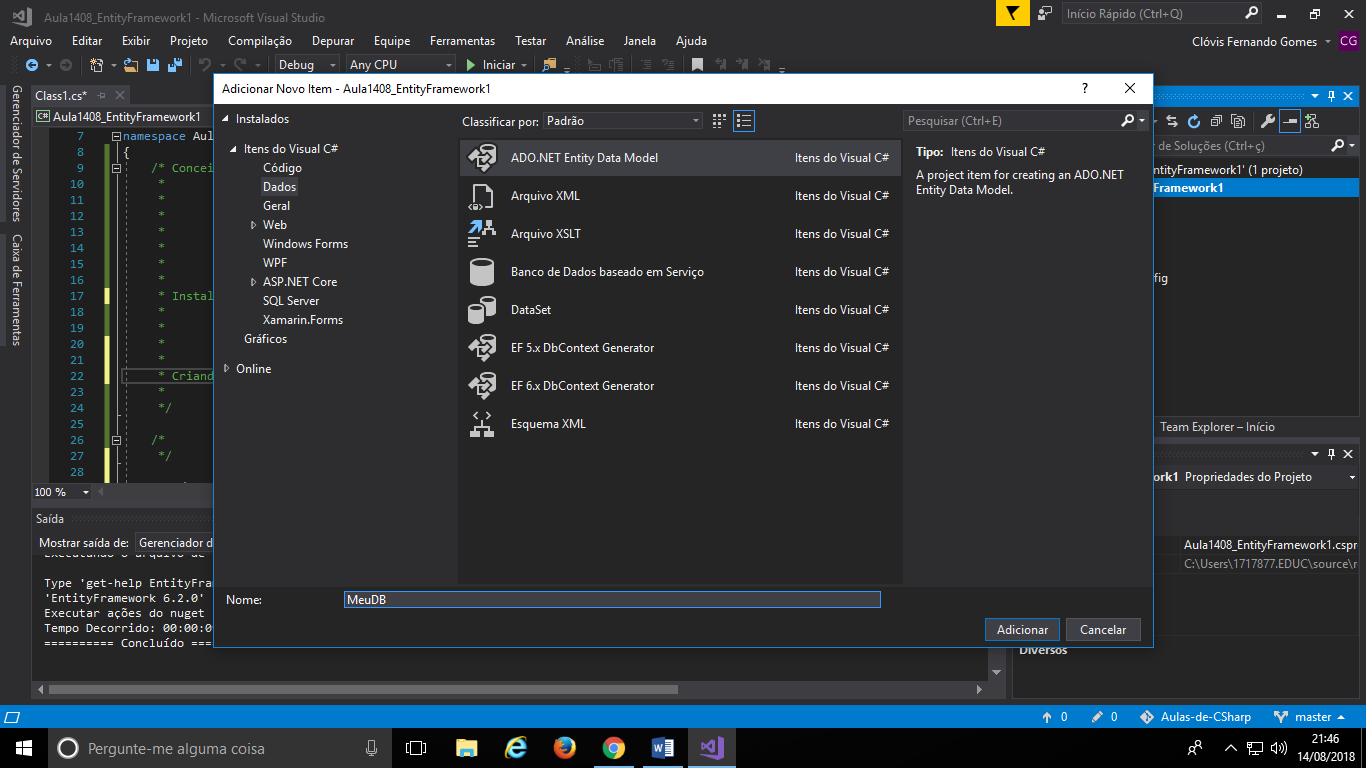 Aula1408_EntityFramework1 - Microsoft Visual Studio
Início Rápido (Ctrl+Q)
Arquivo Editar Exibir Projeto Compilação Depurar Equipe Ferramentas Testar Análise Janela Ajuda
Clóvis Fernando Gomes CG
Debug Any CPU Iniciar
Gerenciador de Servidores
Caixa de Ferramentas
Class1.cs*
C# Aula1408_EntityFramework1
7 namespace Aul
8 {
9 /* Concei
10 *
11 *
12 *
13 *
14 *
15 *
16 *
17 * Instal
18 *
19 *
20 *
21 *
22 * Criand
23 *
24 */
25
26 /*
27 */
28
100 %
Saída
Mostrar saída de: Gerenciador d
Type 'get-help EntityFra
'EntityFramework 6.2.0'
Executar ações do nuget
Tempo Decorrido: 00:00:0
========== Concluído ===
Adicionar Novo Item - Aula1408_EntityFramework1
?
Instalados
Itens do Visual C#
Código
Dados
Geral
Web
Windows Forms
WPF
ASP.NET Core
SQL Server
Xamarin.Forms
Gráficos
Online
Classificar por: Padrão
ADO.NET Entity Data Model Itens do Visual C#
Arquivo XML Itens do Visual C#
Arquivo XSLT Itens do Visual C#
Banco de Dados baseado em Serviço Itens do Visual C#
DataSet Itens do Visual C#
EF 5.x DbContext Generator Itens do Visual C#
EF 6.x DbContext Generator Itens do Visual C#
Esquema XML Itens do Visual C#
Pesquisar (Ctrl+E)
Tipo: Itens do Visual C#
A project item for creating an ADO.NET
Entity Data Model.
Nome: MeuDB
Adicionar Cancelar
de Soluções (Ctrl+ç)
ntityFramework1' (1 projeto)
Framework1
fig
Team Explorer – Início
ork1 Propriedades do Projeto
Aula1408_EntityFramework1.cspr
C:\Users\1717877.EDUC\source\r
Diversos
0 0 Aulas-de-CSharp master
Pergunte-me alguma coisa
21:46
14/08/2018